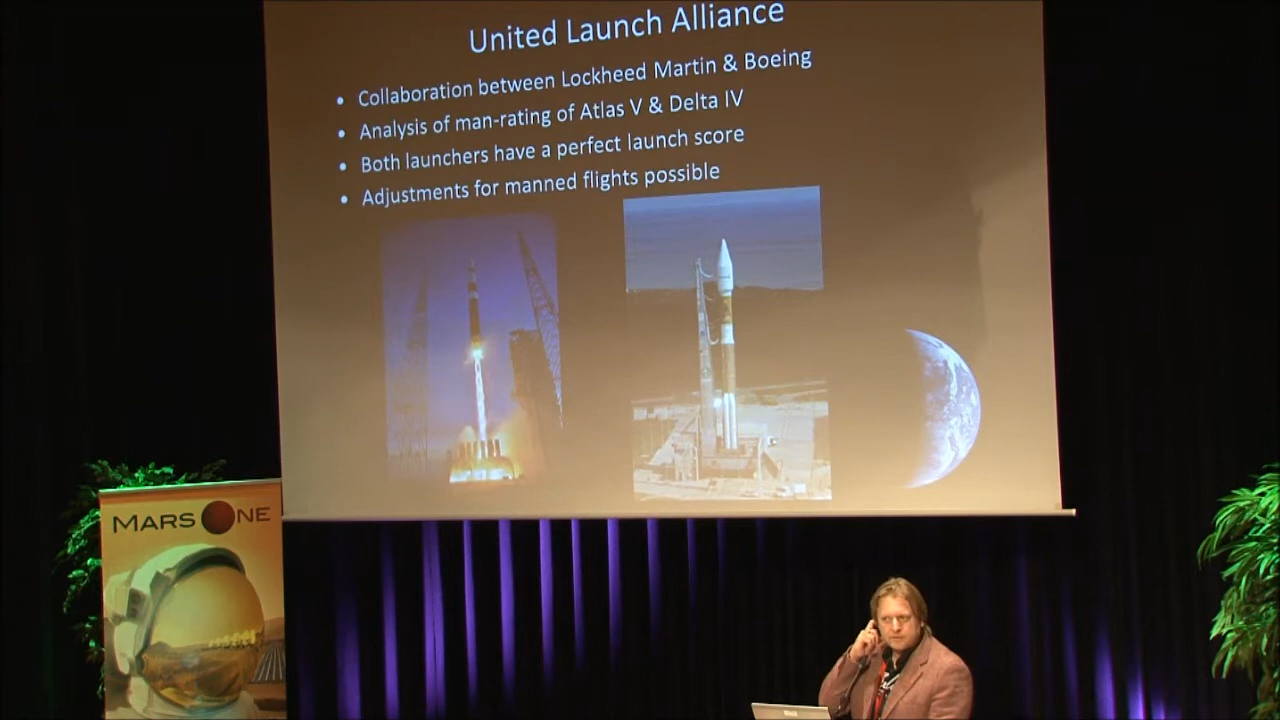 United Launch Alliance
• Collaboration between Lockheed Martin & Boeing
• Analysis of man-rating of Atlas V & Delta IV
• Both launchers have a perfect launch score
• Adjustments for manned flights possible
MARS ONE